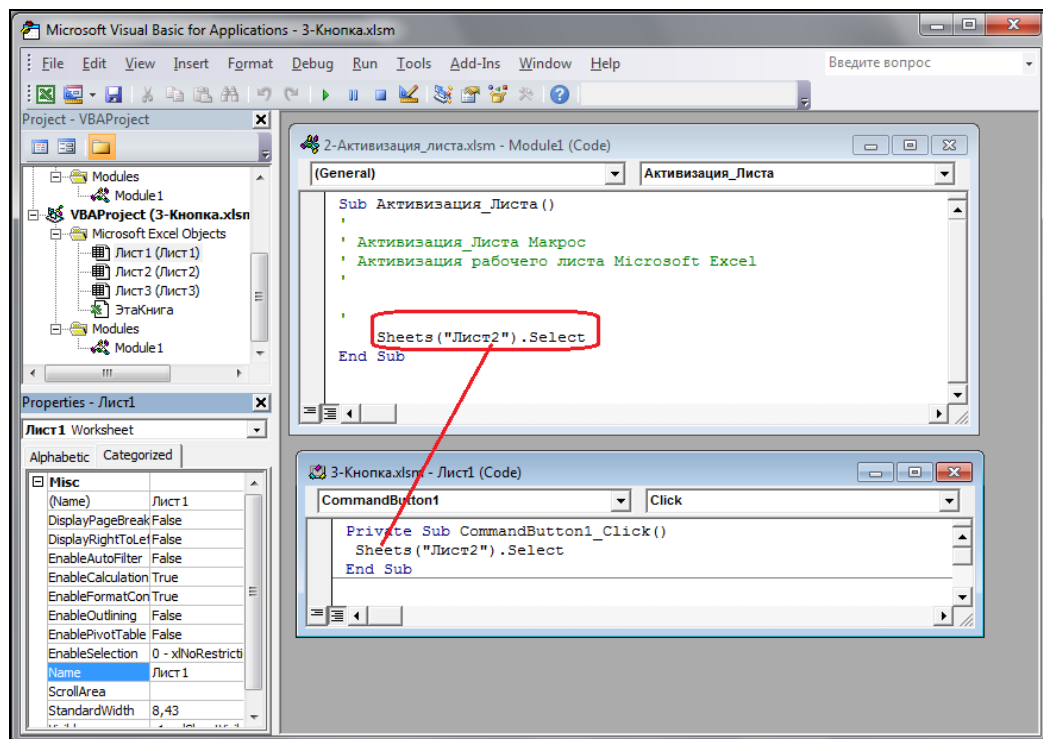 Microsoft Visual Basic for Applications - 3-Кнопка.xlsm
File Edit View Insert Format Debug Run Tools Add-Ins Window Help Введите вопрос
Project - VBAProject
Modules
Module1
VBAProject (3-Кнопка.xlsm
Microsoft Excel Objects
Лист1 (Лист1)
Лист2 (Лист2)
Лист3 (Лист3)
ЭтаКнига
Modules
Module1
Properties - Лист1
Лист1 Worksheet
Alphabetic Categorized
Misc
(Name) Лист1
DisplayPageBreak False
DisplayRightToLef False
EnableAutoFilter False
EnableCalculation True
EnableFormatCon True
EnableOutlining False
EnablePivotTable False
EnableSelection 0 - xlNoRestricti
Name Лист1
ScrollArea
StandardWidth 8,43
2-Активизация_листа.xlsm - Module1 (Code)
(General) Активизация_Листа
Sub Активизация_Листа()
'
' Активизация_Листа Макрос
' Активизация рабочего листа Microsoft Excel
'
'
Sheets("Лист2").Select
End Sub
3-Кнопка.xlsm - Лист1 (Code)
CommandButton1 Click
Private Sub CommandButton1_Click()
Sheets("Лист2").Select
End Sub